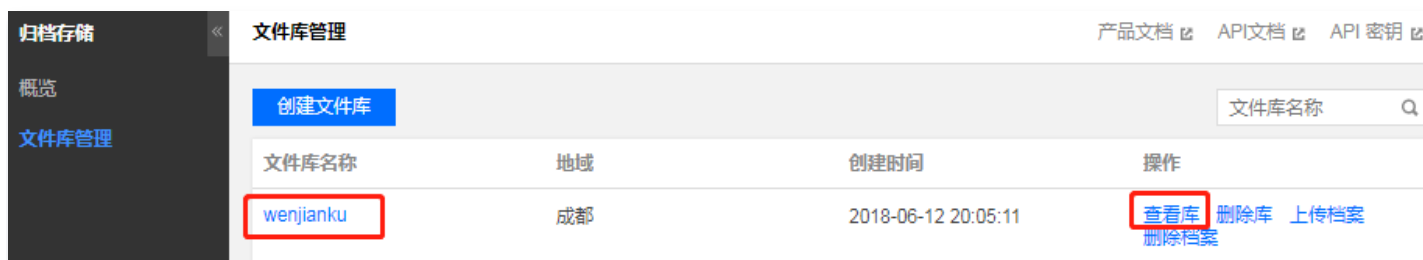 归档存储 « 文件库管理 产品文档 API文档 API 密钥
概览
创建文件库 文件库名称
文件库管理
文件库名称 地域 创建时间 操作
wenjianku 成都 2018-06-12 20:05:11 查看库 删除库 上传档案
删除档案